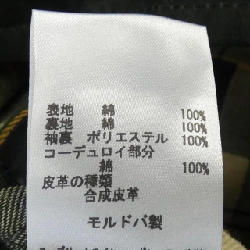 表地 綿 100%
裏地 綿 100%
袖裏 ポリエステル 100%
コーデュロイ部分
綿 100%
皮革の種類
合成皮革
モルドバ製